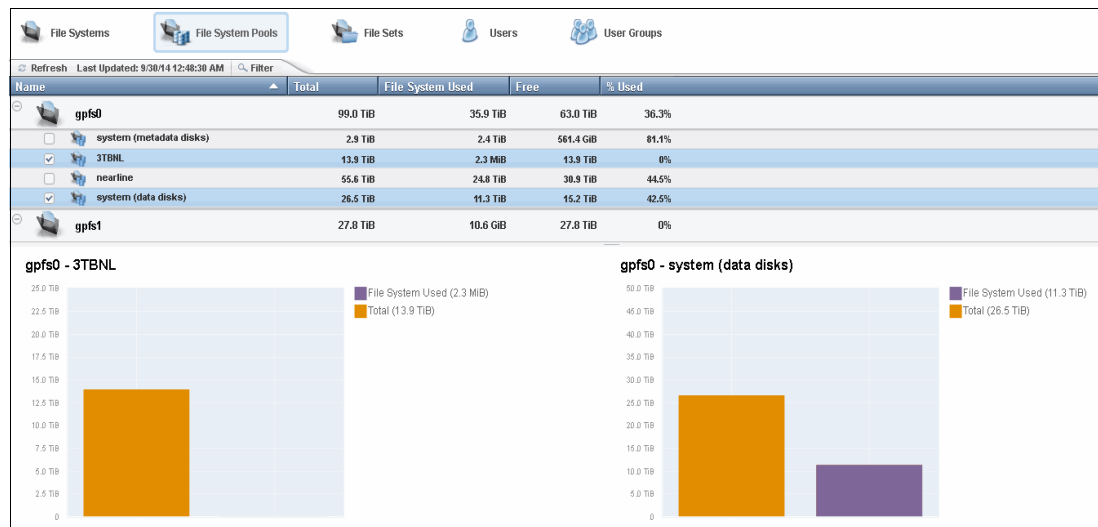 File Systems File System Pools File Sets Users User Groups
Refresh Last Updated: 9/30/14 12:48:30 AM Filter
Name Total File System Used Free % Used
gpfs0 99.0 TiB 35.9 TiB 63.0 TiB 36.3%
system (metadata disks) 2.9 TiB 2.4 TiB 561.4 GiB 81.1%
3TBNL 13.9 TiB 2.3 MiB 13.9 TiB 0%
nearline 55.6 TiB 24.8 TiB 30.9 TiB 44.5%
system (data disks) 26.5 TiB 11.3 TiB 15.2 TiB 42.5%
gpfs1 27.8 TiB 10.6 GiB 27.8 TiB 0%
gpfs0 - 3TBNL
25.0 TiB
22.5 TiB
20.0 TiB
17.5 TiB
15.0 TiB
12.5 TiB
10.0 TiB
7.5 TiB
5.0 TiB
2.5 TiB
0
File System Used (2.3 MiB)
Total (13.9 TiB)
gpfs0 - system (data disks)
50.0 TiB
45.0 TiB
40.0 TiB
35.0 TiB
30.0 TiB
25.0 TiB
20.0 TiB
15.0 TiB
10.0 TiB
5.0 TiB
0
File System Used (11.3 TiB)
Total (26.5 TiB)